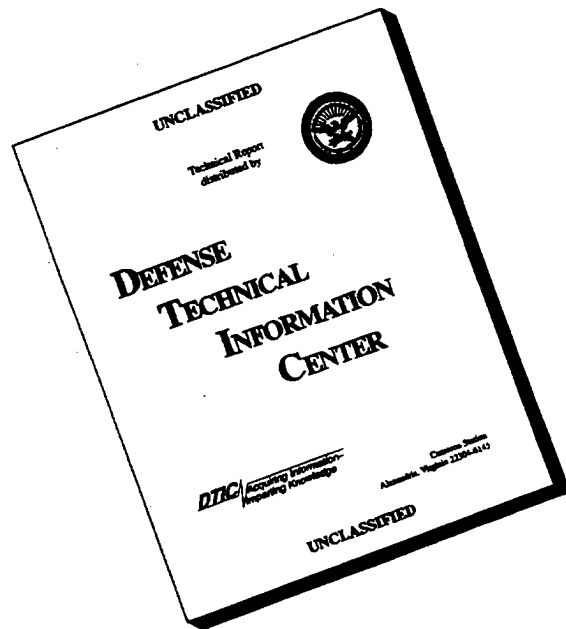 UNCLASSIFIED
Technical Report
distributed by
DEFENSE
TECHNICAL
INFORMATION
CENTER
DTIC Acquiring Information–
Imparting Knowledge
Cameron Station
Alexandria, Virginia 22304-6145
UNCLASSIFIED